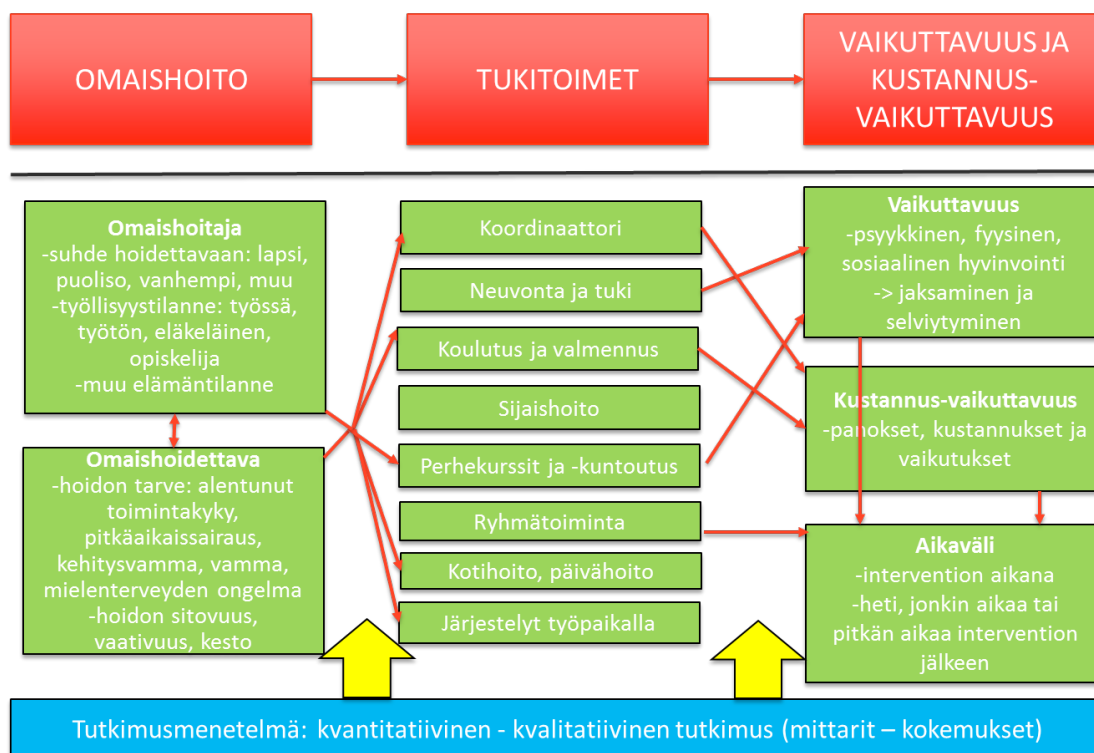 OMAISHOITO
TUKITOIMET
VAIKUTTAVUUS JA
KUSTANNUS-
VAIKUTTAVUUS
Omaishoitaja
-suhde hoidettavaan: lapsi,
puoliso, vanhempi, muu
-työllisyystilanne: työssä,
työtön, eläkeläinen,
opiskelija
-muu elämäntilanne
Omaishoidettava
-hoidon tarve: alentunut
toimintakyky,
pitkäaikaissairaus,
kehitysvamma, vamma,
mielenterveyden ongelma
-hoidon sitovuus,
vaativuus, kesto
Koordinaattori
Neuvonta ja tuki
Koulutus ja valmennus
Sijaishoito
Perhekurssit ja -kuntoutus
Ryhmätoiminta
Kotihoito, päivähoito
Järjestelyt työpaikalla
Vaikuttavuus
-psyykkinen, fyysinen,
sosiaalinen hyvinvointi
-> jaksaminen ja
selviytyminen
Kustannus-vaikuttavuus
-panokset, kustannukset ja
vaikutukset
Aikaväli
-intervention aikana
-heti, jonkin aikaa tai
pitkän aikaa intervention
jälkeen
Tutkimusmenetelmä: kvantitatiivinen - kvalitatiivinen tutkimus (mittarit – kokemukset)